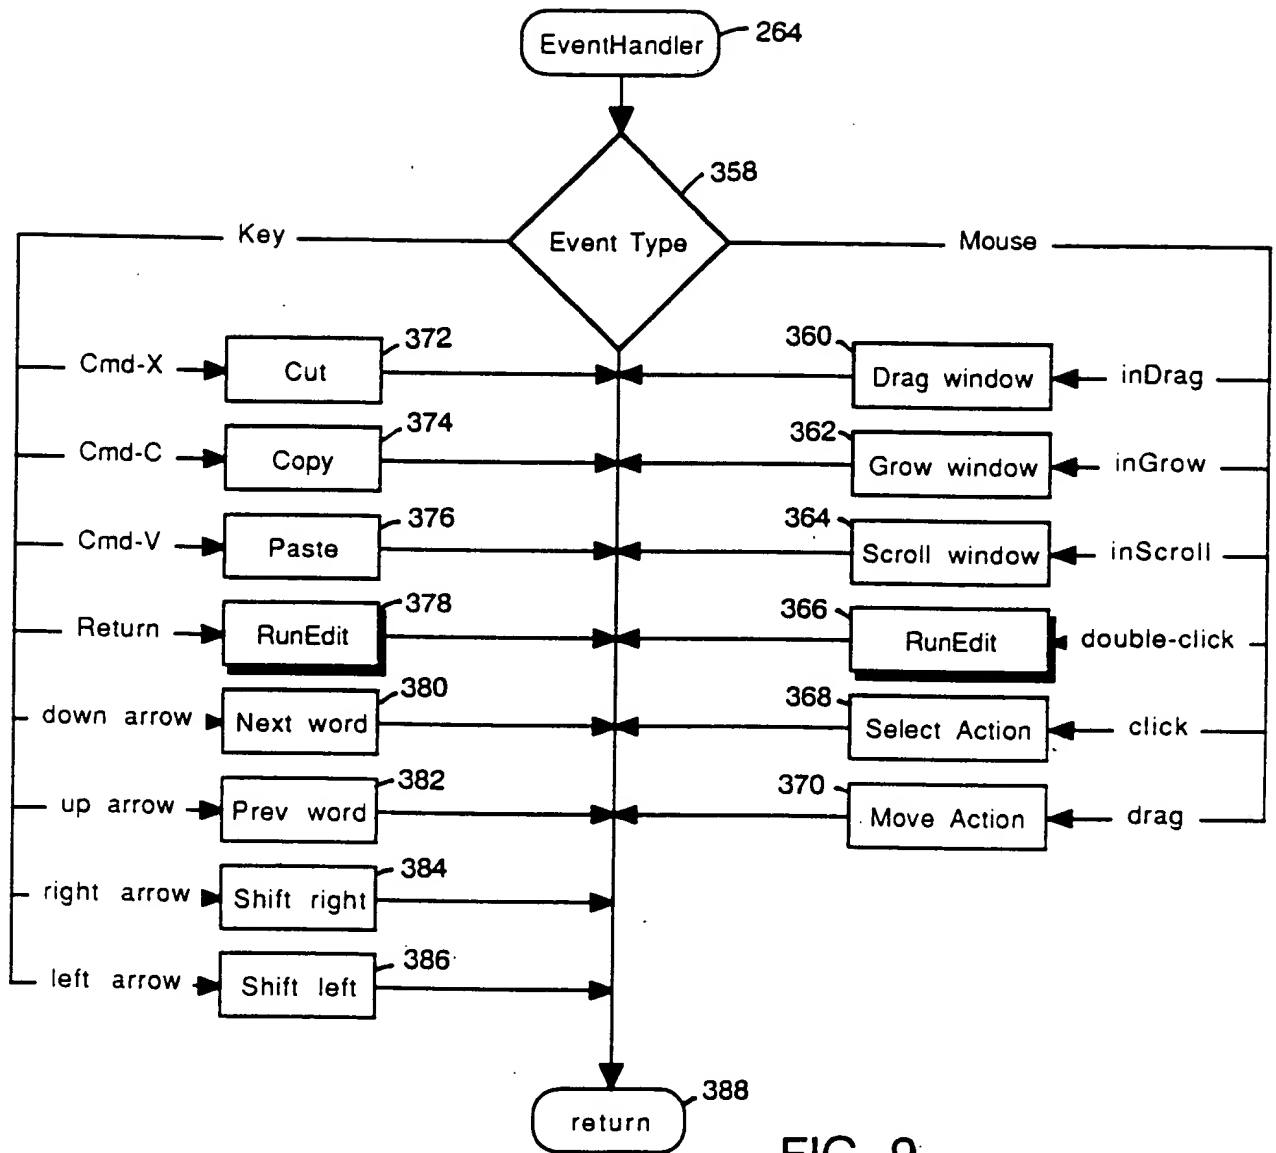 EventHandler 264
358
Event Type
Key
Mouse
Cmd-X Cut 372
Cmd-C Copy 374
Cmd-V Paste 376
Return RunEdit 378
down arrow Next word 380
up arrow Prev word 382
right arrow Shift right 384
left arrow Shift left 386
360 Drag window inDrag
362 Grow window inGrow
364 Scroll window inScroll
366 RunEdit double-click
368 Select Action click
370 Move Action drag
return 388
FIG. 9